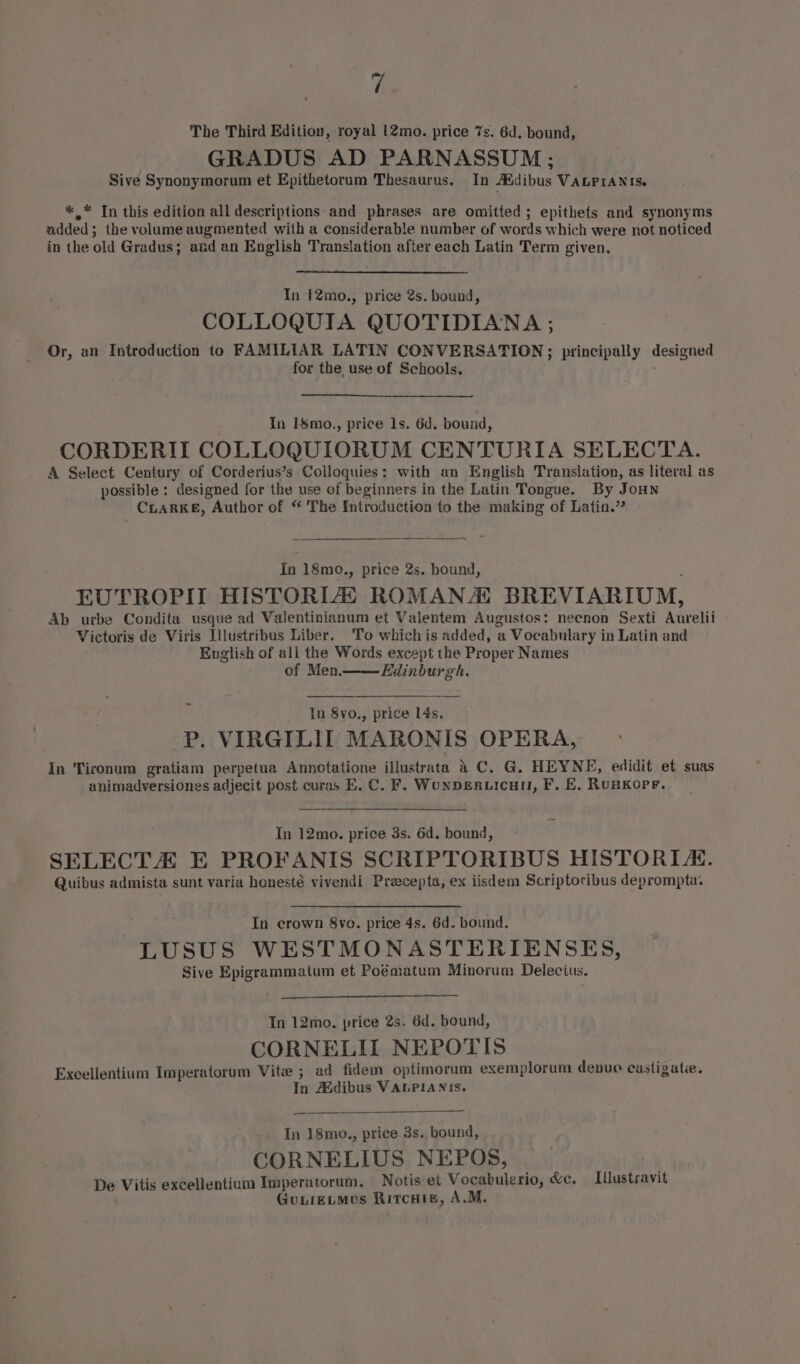 7
The Third Edition, royal 12mo. price 7s. 6d. bound,
GRADUS AD PARNASSUM;
Sive Synonymorum et Epithetorum Thesaurus. In Ædibus VALPIANIS.
*** In this edition all descriptions and phrases are omitted; epithets and synonyms
added; the volume augmented with a considerable number of words which were not noticed
in the old Gradus; and an English Translation after each Latin Term given.
In 12mo., price 2s. bound,
COLLOQUIA QUOTIDIANA;
Or, an Introduction to FAMILIAR LATIN CONVERSATION; principally designed
for the use of Schools.
In 18mo., price 1s. 6d. bound,
CORDERII COLLOQUIORUM CENTURIA SELECTA.
A Select Century of Corderius's Colloquies: with an English Translation, as literal as
possible: designed for the use of beginners in the Latin Tongue. By JOHN
CLARKE, Author of “The Introduction to the making of Latin.”
In 18mo., price 2s. bound,
EUTROPII HISTORIÆ ROMANÆ BREVIARIUM,
Ab urbe Condita usque ad Valentinianum et Valentem Augustos: necnon Sexti Aurelii
Victoris de Viris Illustribus Liber. To which is added, a Vocabulary in Latin and
English of all the Words except the Proper Names
of Men.——Edinburgh.
In 8vo., price 14s.
P. VIRGILII MARONIS OPERA,
In Tironum gratiam perpetua Annotatione illustrata à C. G. HEYNE, edidit et suas
animadversiones adjecit post curas E. C. F. WUNDERLICHII, F. E. RUHKOPF.
In 12mo. price 3s. 6d. bound,
SELECTÆ E PROFANIS SCRIPTORIBUS HISTORIÆ.
Quibus admista sunt varia honestè vivendi Præcepta, ex iisdem Scriptoribus deprompta.
In crown 8vo. price 4s. 6d. bound.
LUSUS WESTMONASTERIENSES,
Sive Epigrammatum et Poëmatum Minorum Delectus.
In 12mo. price 2s. 6d. bound,
CORNELII NEPOTIS
Excellentium Imperatorum Vitæ; ad fidem optimorum exemplorum denuo castigatæ.
In Ædibus VALPIANIS.
In 18mo., price 3s. bound,
CORNELIUS NEPOS,
De Vitis excellentium Imperatorum. Notis et Vocabulerio, &c. Illustravit
GULIELMUS RITCHIE, A.M.